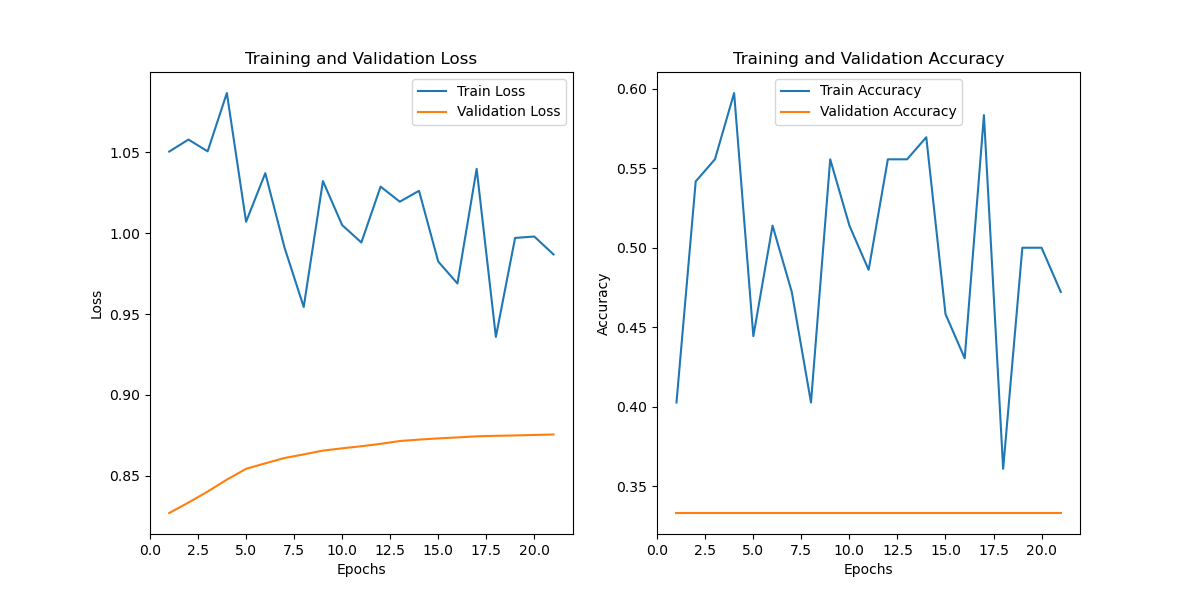 Training and Validation Loss
Train Loss
Validation Loss
1.05
1.00
0.95
0.90
0.85
Loss
0.0 2.5 5.0 7.5 10.0 12.5 15.0 17.5 20.0
Epochs
Training and Validation Accuracy
Train Accuracy
Validation Accuracy
0.60
0.55
0.50
0.45
0.40
0.35
Accuracy
0.0 2.5 5.0 7.5 10.0 12.5 15.0 17.5 20.0
Epochs